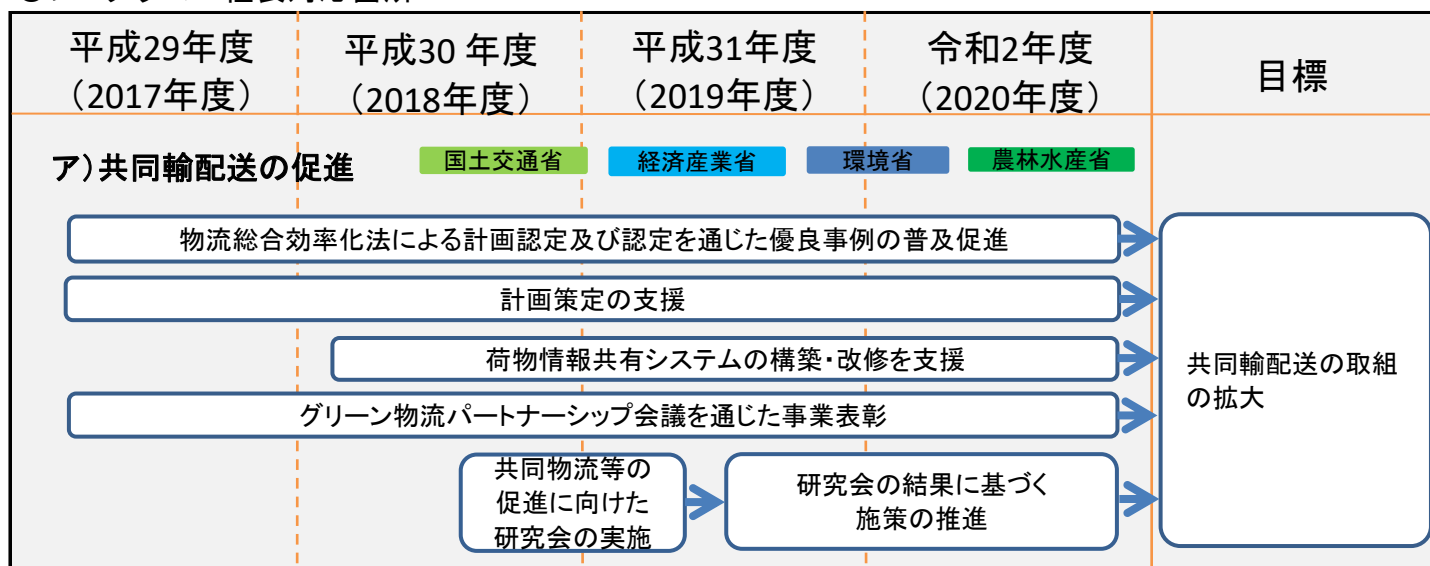 平成29年度
（2017年度）
平成30 年度
（2018年度）
平成31年度
（2019年度）
令和2年度
（2020年度）
目標
ア）共同輸配送の促進
国土交通省
経済産業省
環境省
農林水産省
物流総合効率化法による計画認定及び認定を通じた優良事例の普及促進
計画策定の支援
荷物情報共有システムの構築・改修を支援
グリーン物流パートナーシップ会議を通じた事業表彰
共同物流等の
促進に向けた
研究会の実施
研究会の結果に基づく
施策の推進
共同輸配送の取組
の拡大